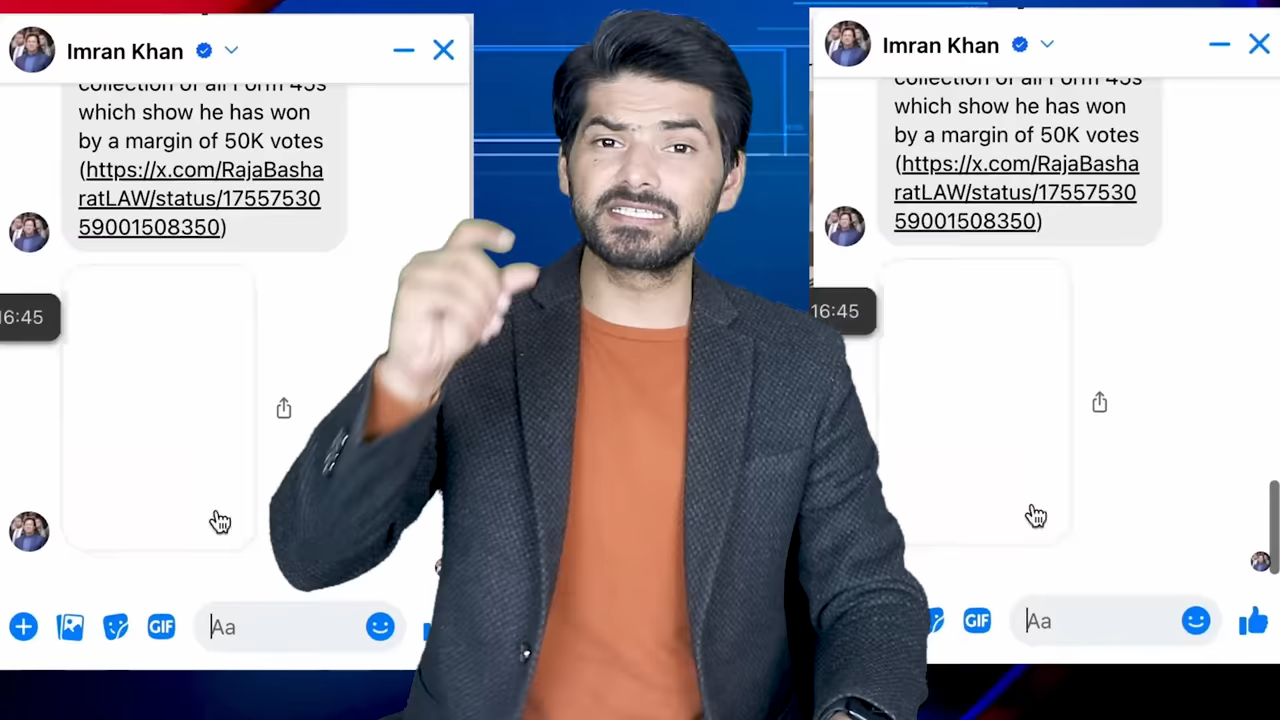 Imran Khan
collection of all Form 45s
which show he has won
by a margin of 50K votes
(https://x.com/RajaBasha
ratLAW/status/17557530
59001508350)
16:45
GIF
Aa
Imran Khan
collection of all Form 45s
which show he has won
by a margin of 50K votes
(https://x.com/RajaBasha
ratLAW/status/17557530
59001508350)
16:45
GIF
Aa